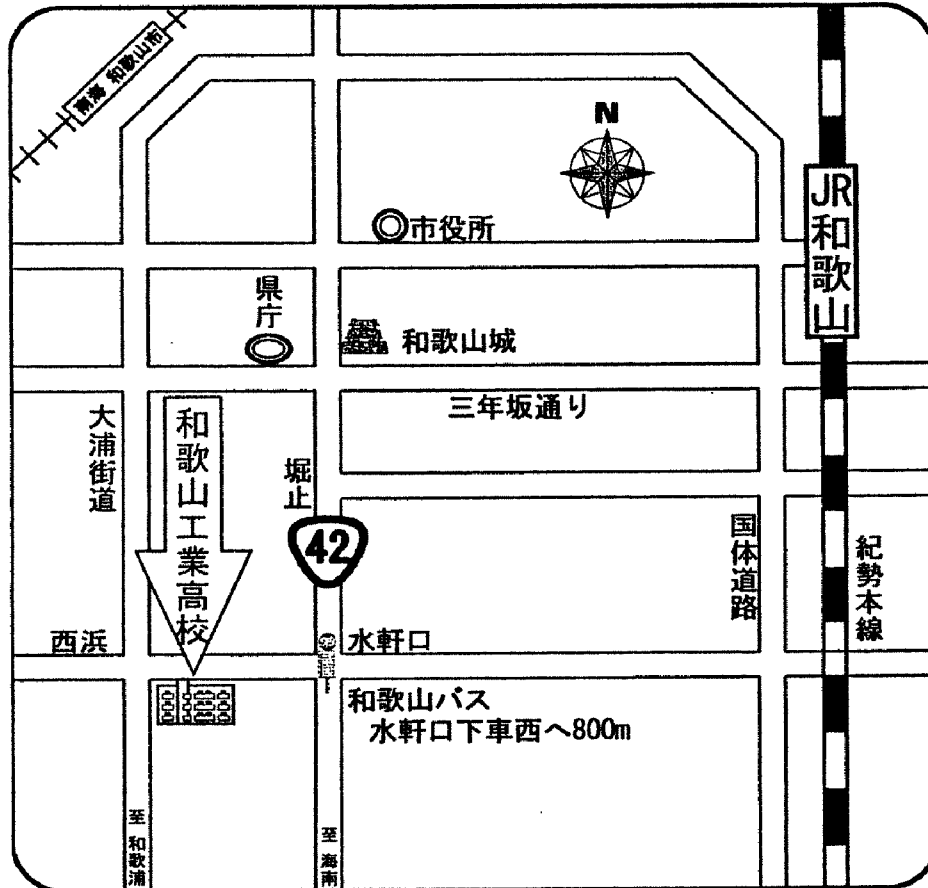 南海 和歌山市
N
市役所
JR和歌山
県庁
和歌山城
三年坂通り
大浦街道
和歌山工業高校
堀止
42
国体道路
紀勢本線
西浜
水軒口
和歌山バス
水軒口下車西へ800m
至 和歌浦
至 海南